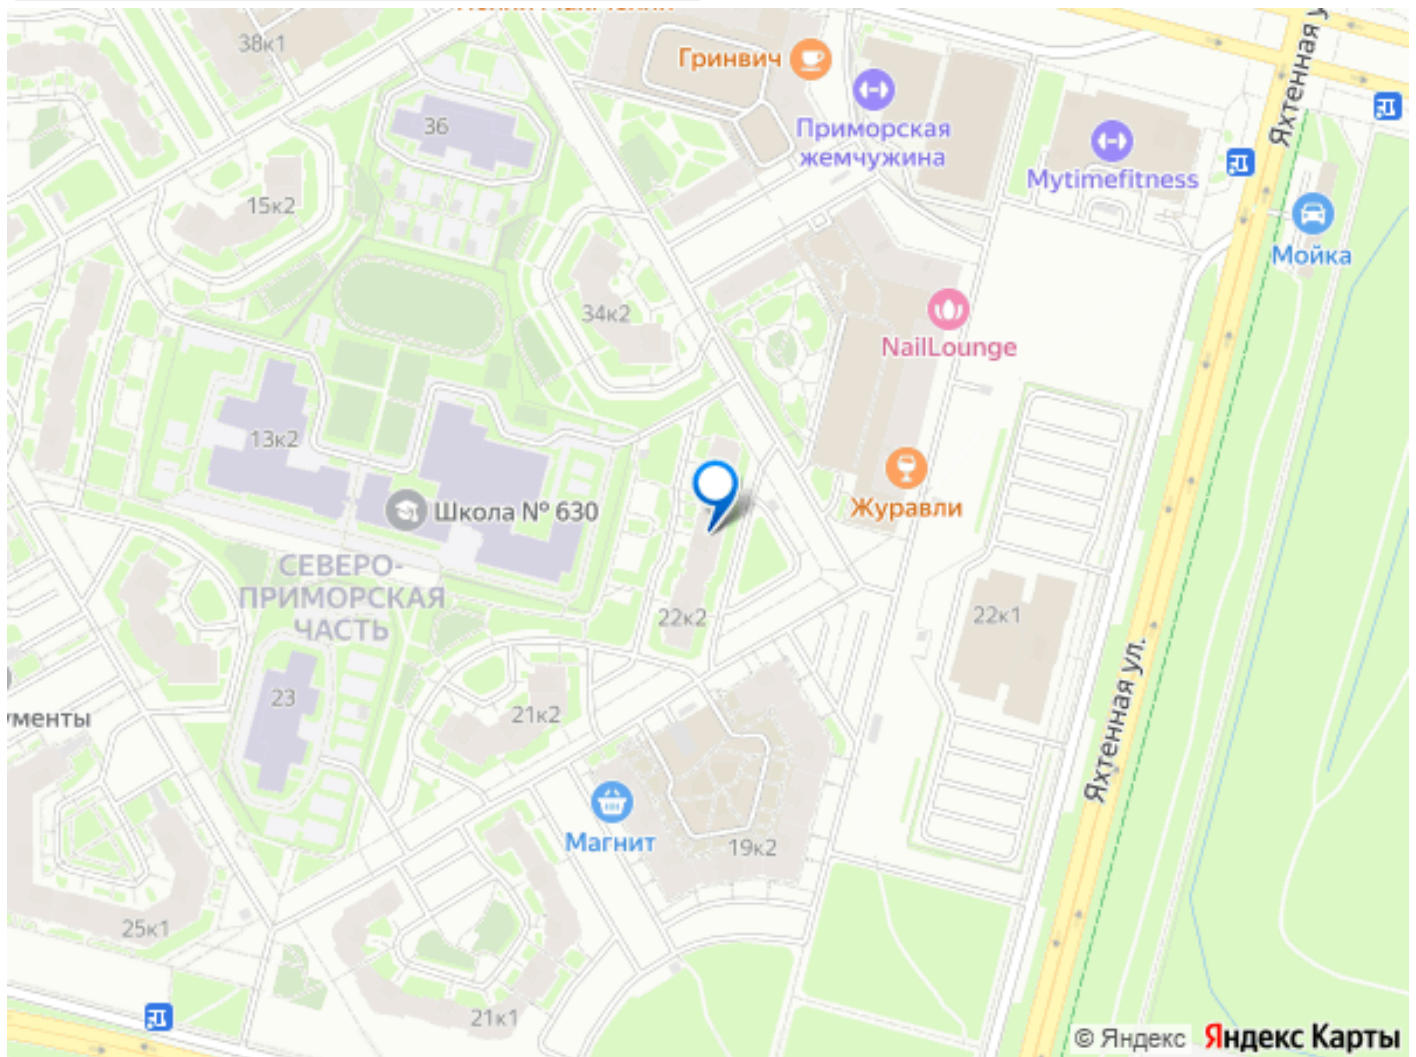 38к1
Гринвич
Яхтенная у
36
Приморская
жемчужина
Mytimefitness
15к2
Мойка
34к2
NailLounge
13к2
Школа № 630
Журавли
СЕВЕРО-
ПРИМОРСКАЯ
ЧАСТЬ
22к2
22к1
Яхтенная ул.
23
21к2
ументы
Магнит
19к2
25к1
21к1
© Яндекс Яндекс Карты